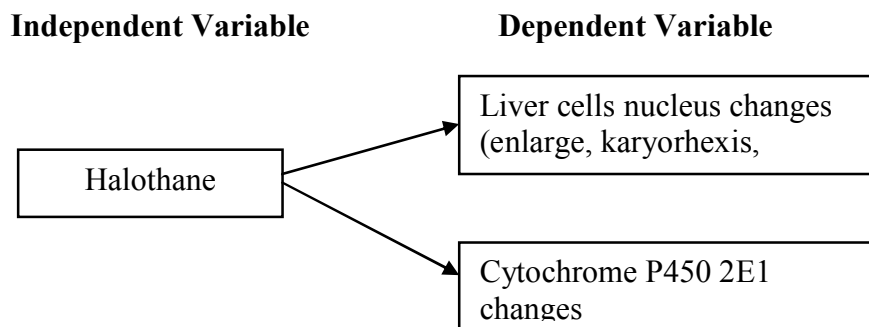 Independent Variable
Dependent Variable
Liver cells nucleus changes
(enlarge, karyorhexis,
Halothane
Cytochrome P450 2E1
changes